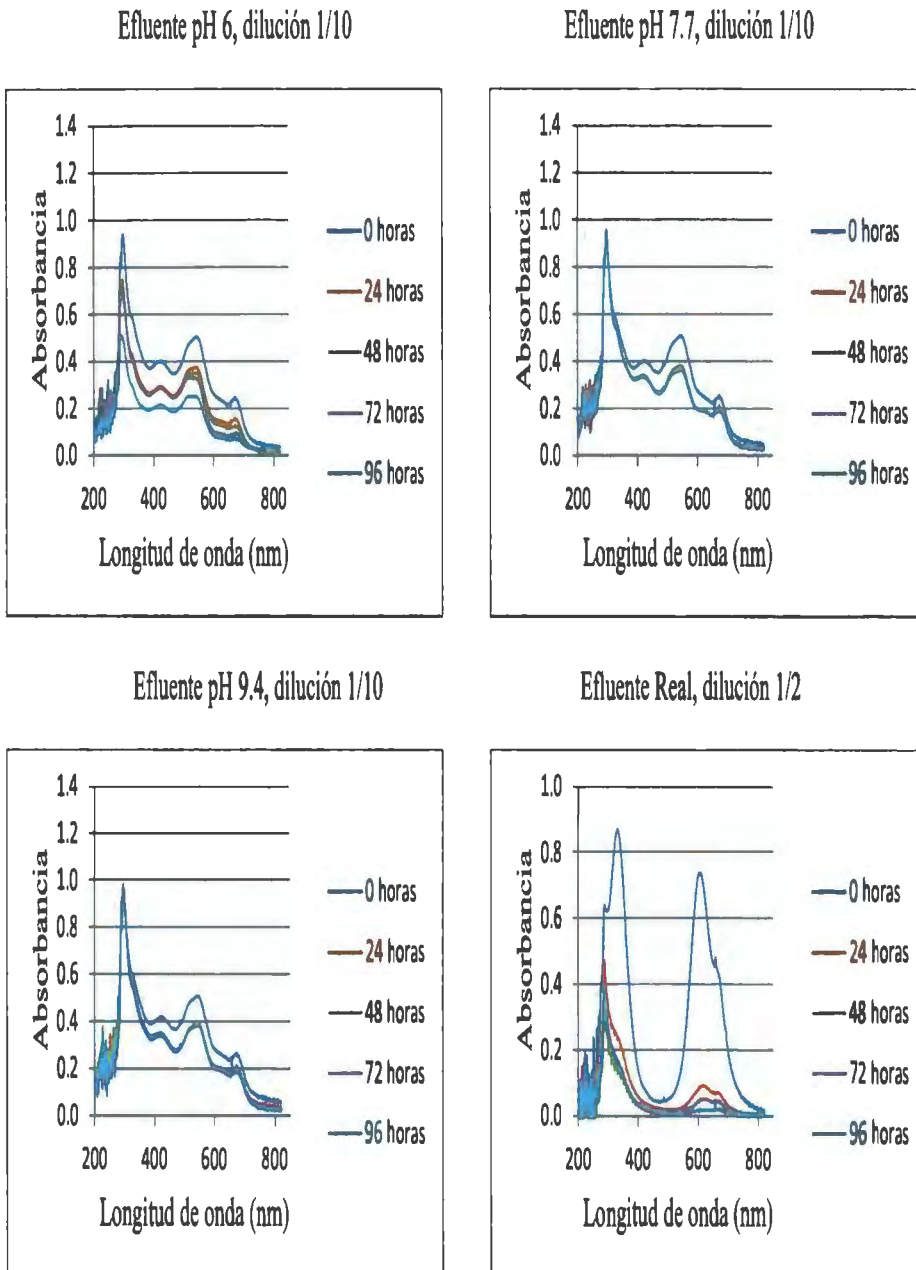 Efluente pH 6, dilución 1/10
Efluente pH 7.7, dilución 1/10
1.4
1.2
1.0
0.8
0.6
0.4
0.2
0.0
Absorbancia
200 400 600 800
Longitud de onda (nm)
0 horas
24 horas
48 horas
72 horas
96 horas
1.4
1.2
1.0
0.8
0.6
0.4
0.2
0.0
Absorbancia
200 400 600 800
Longitud de onda (nm)
0 horas
24 horas
48 horas
72 horas
96 horas
Efluente pH 9.4, dilución 1/10
Efluente Real, dilución 1/2
1.4
1.2
1.0
0.8
0.6
0.4
0.2
0.0
Absorbancia
200 400 600 800
Longitud de onda (nm)
0 horas
24 horas
48 horas
72 horas
96 horas
1.0
0.8
0.6
0.4
0.2
0.0
Absorbancia
200 400 600 800
Longitud de onda (nm)
0 horas
24 horas
48 horas
72 horas
96 horas